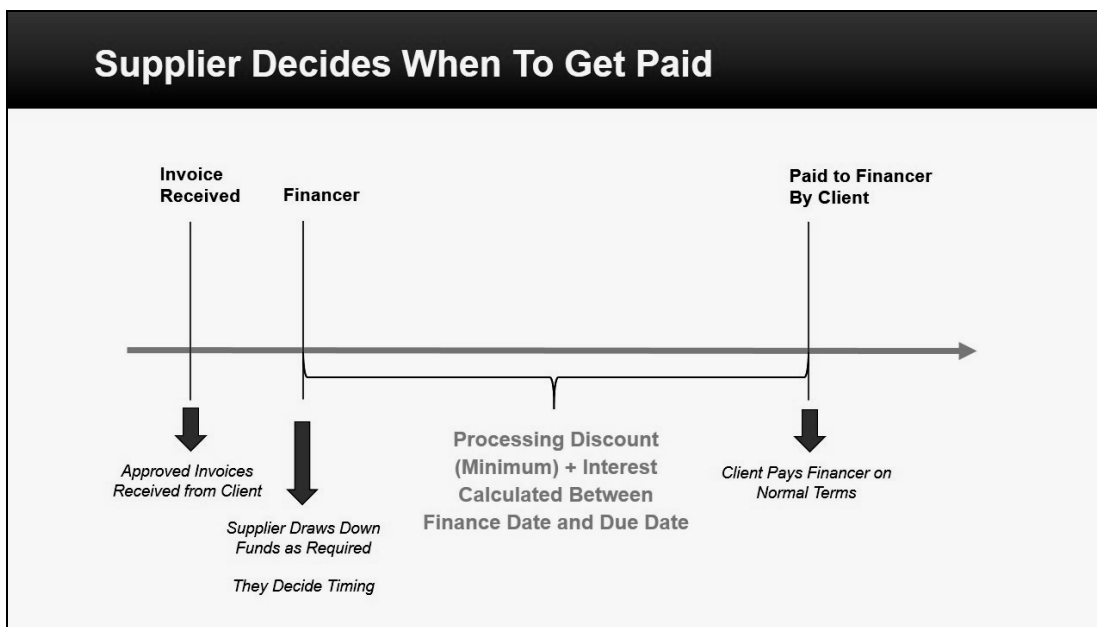 Supplier Decides When To Get Paid
Invoice
Received
Financer
Paid to Financer
By Client
Approved Invoices
Received from Client
Supplier Draws Down
Funds as Required
They Decide Timing
Processing Discount
(Minimum) + Interest
Calculated Between
Finance Date and Due Date
Client Pays Financer on
Normal Terms